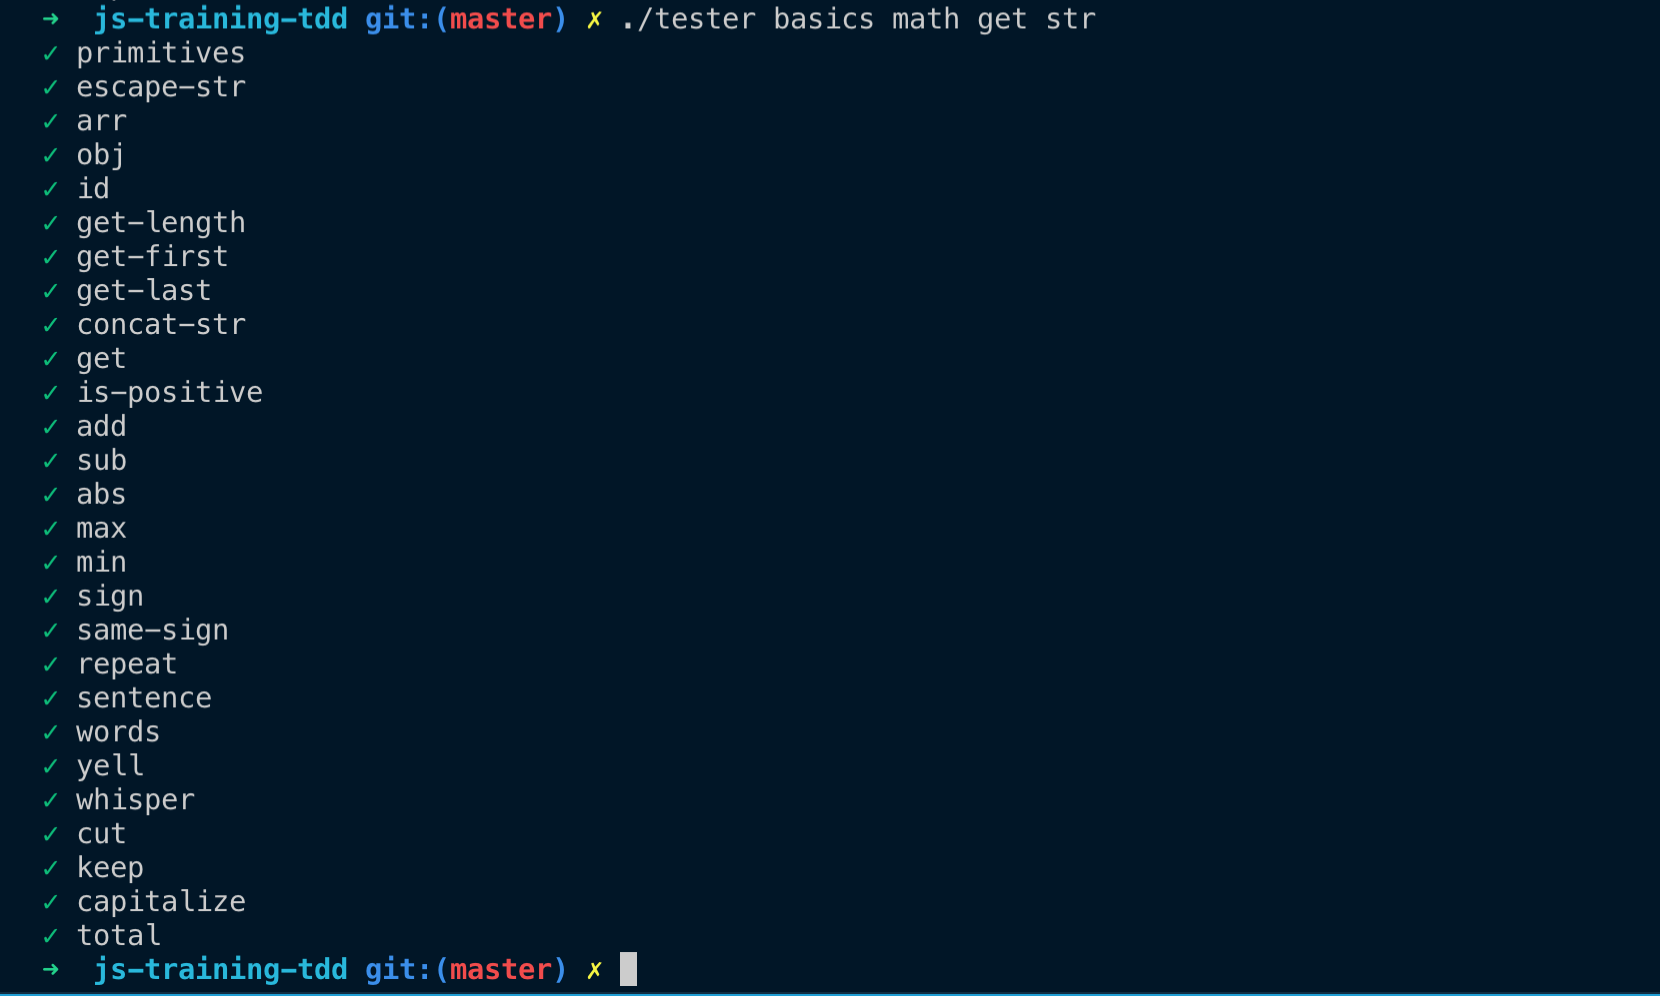 ➜  js-training-tdd git:(master) ✗ ./tester basics math get str
✓ primitives
✓ escape-str
✓ arr
✓ obj
✓ id
✓ get-length
✓ get-first
✓ get-last
✓ concat-str
✓ get
✓ is-positive
✓ add
✓ sub
✓ abs
✓ max
✓ min
✓ sign
✓ same-sign
✓ repeat
✓ sentence
✓ words
✓ yell
✓ whisper
✓ cut
✓ keep
✓ capitalize
✓ total
➜  js-training-tdd git:(master) ✗